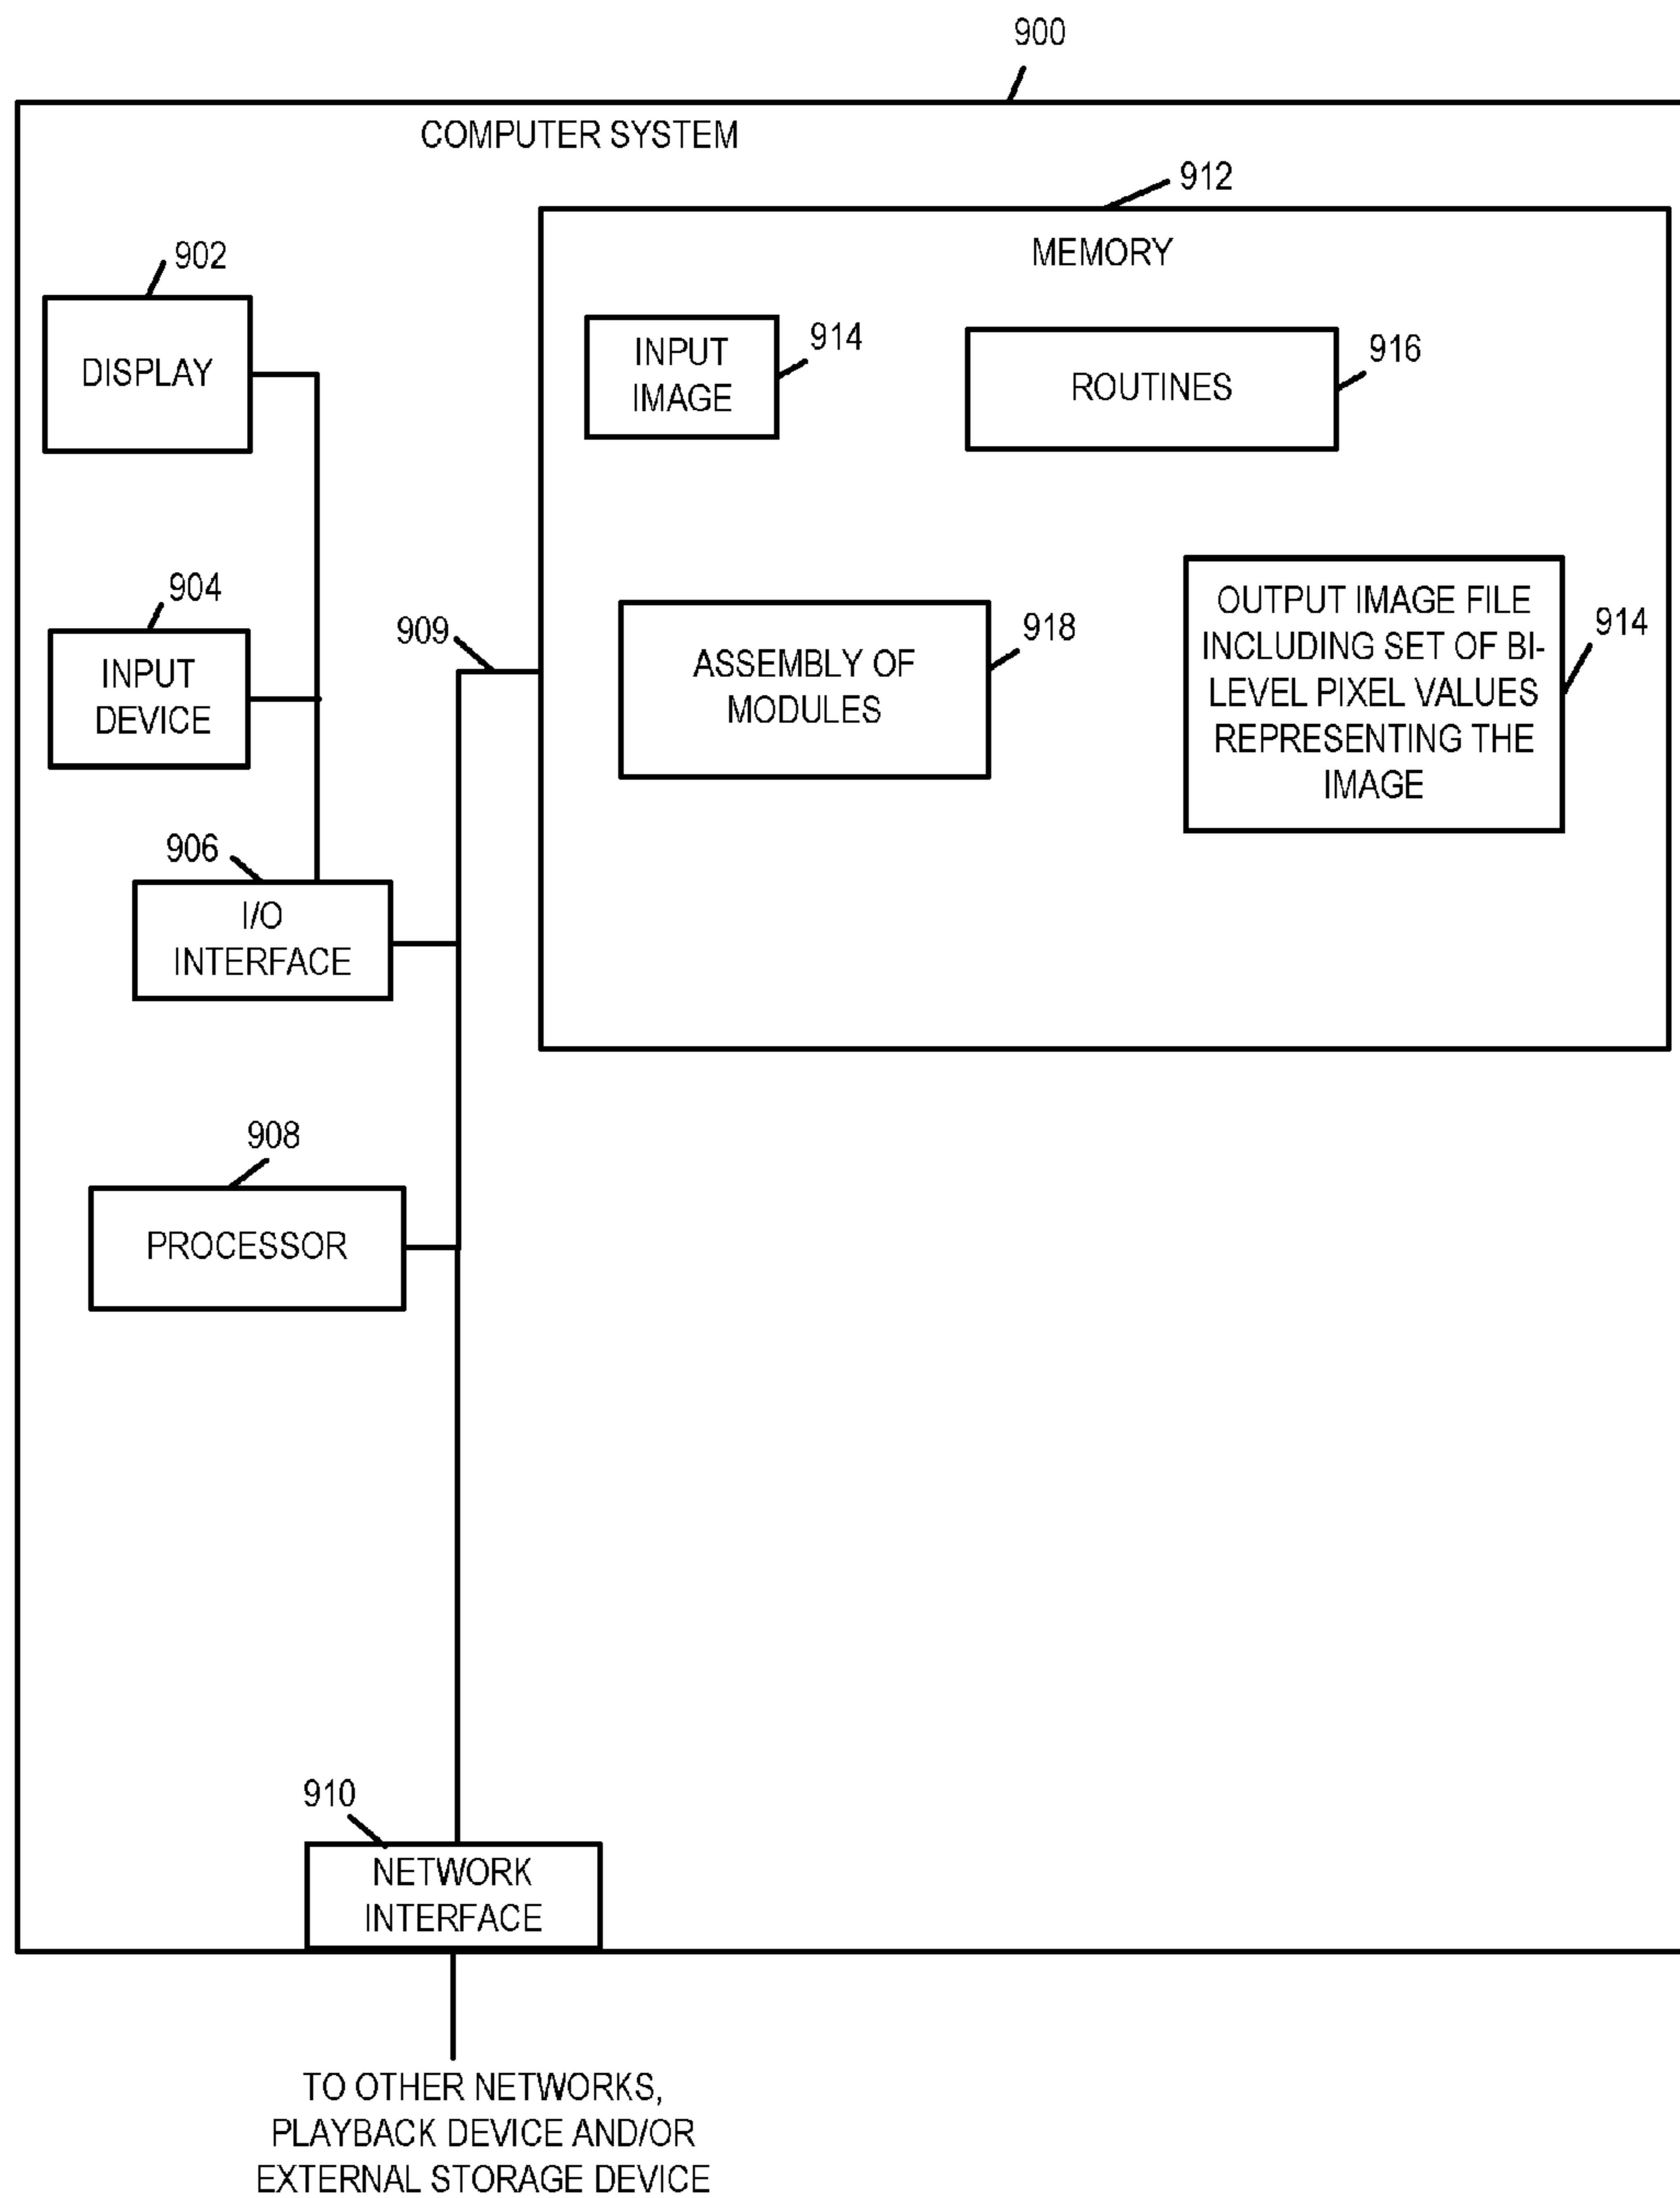 900
COMPUTER SYSTEM
912
MEMORY
902
DISPLAY
INPUT
IMAGE
914
ROUTINES
916
904
INPUT
DEVICE
909
ASSEMBLY OF
MODULES
918
OUTPUT IMAGE FILE
INCLUDING SET OF BI-
LEVEL PIXEL VALUES
REPRESENTING THE
IMAGE
914
906
I/O
INTERFACE
908
PROCESSOR
910
NETWORK
INTERFACE
TO OTHER NETWORKS,
PLAYBACK DEVICE AND/OR
EXTERNAL STORAGE DEVICE